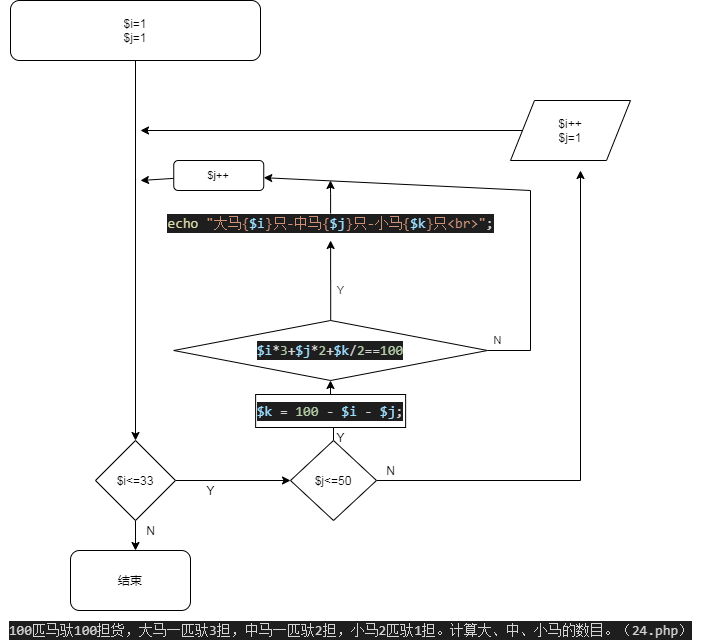 $i=1
$j=1
$i++
$j=1
$j++
echo "大马{$i}只-中马{$j}只-小马{$k}只<br>";
Y
$i*3+$j*2+$k/2==100
N
$k = 100 - $i - $j;
Y
$i<=33
Y
$j<=50
N
N
结束
100匹马驮100担货，大马一匹驮3担，中马一匹驮2担，小马2匹驮1担。计算大、中、小马的数目。（24.php）